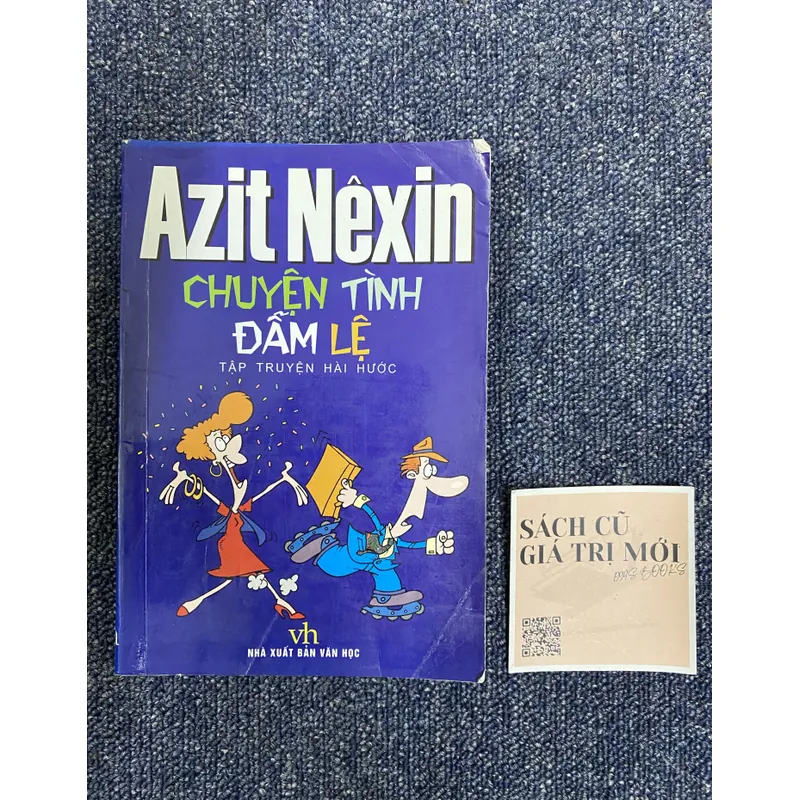 Azit Nêxin
CHUYỆN TÌNH
ĐẪM LỆ
TẬP TRUYỆN HÀI HƯỚC
vh
NHÀ XUẤT BẢN VĂN HỌC
SÁCH CŨ
GIÁ TRỊ MỚI
BOOKS